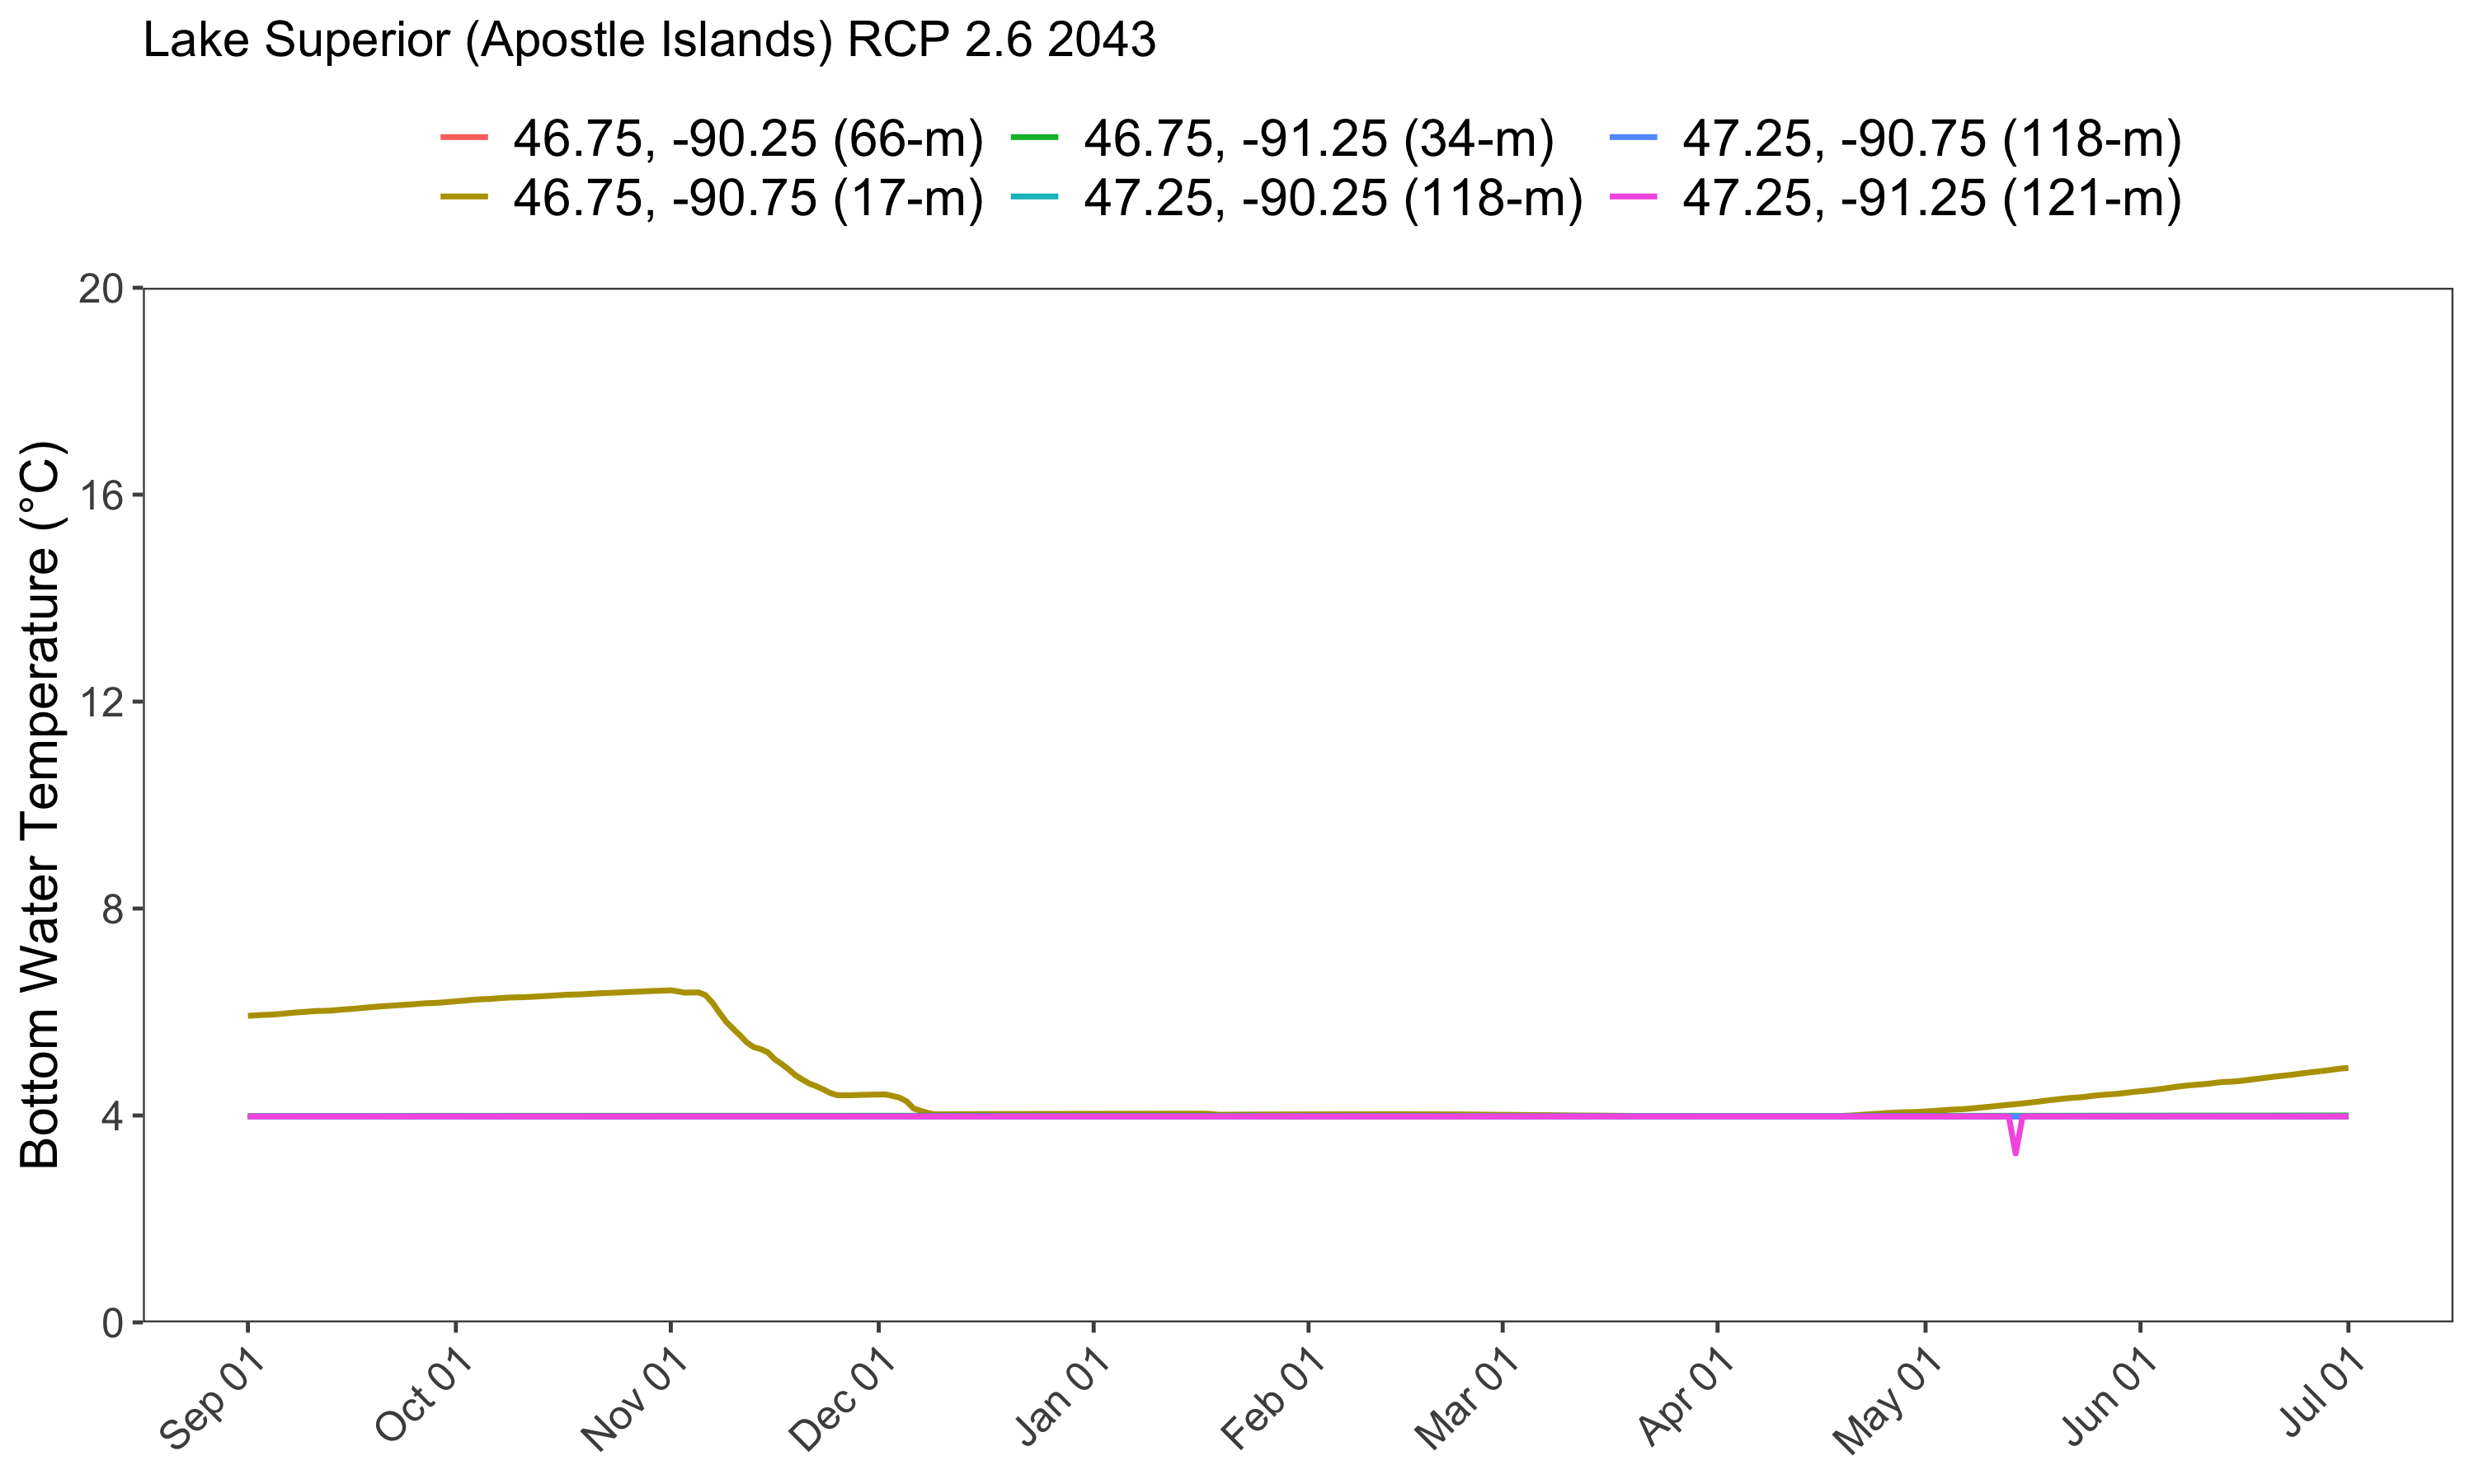 Lake Superior (Apostle Islands) RCP 2.6 2043
46.75, -90.25 (66-m) 46.75, -91.25 (34-m) 47.25, -90.75 (118-m)
46.75, -90.75 (17-m) 47.25, -90.25 (118-m) 47.25, -91.25 (121-m)
Bottom Water Temperature (°C)
20
16
12
8
4
0
Sep 01 Oct 01 Nov 01 Dec 01 Jan 01 Feb 01 Mar 01 Apr 01 May 01 Jun 01 Jul 01